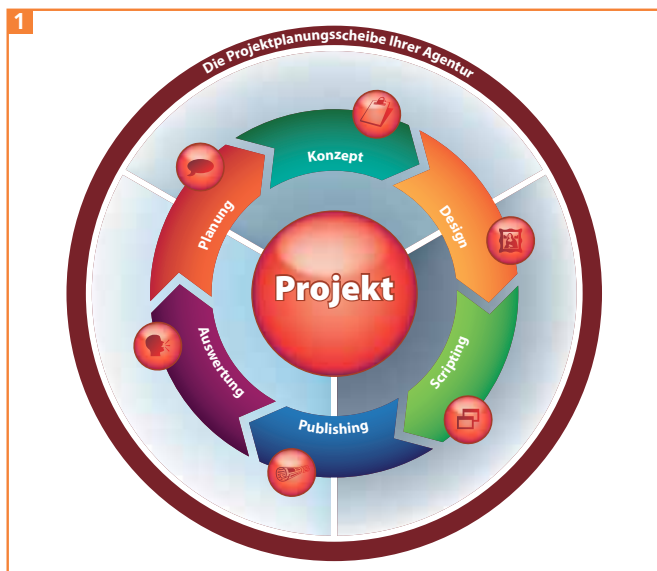 1
Die Projektplanungsscheibe Ihrer Agentur
Konzept
Design
Scripting
Publishing
Auswertung
Planung
Projekt